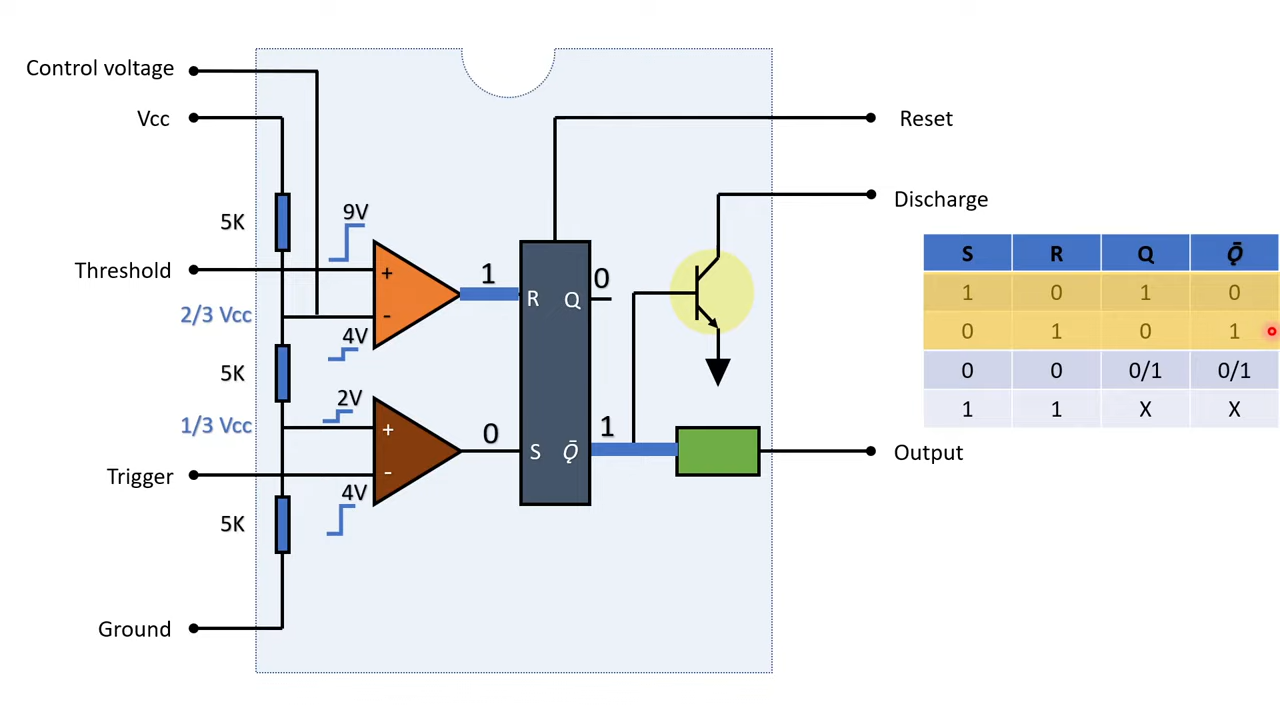 Control voltage
Vcc
Reset
5K
9V
Discharge
Threshold
+
1
0
R Q
2/3 Vcc
-
4V
5K
2V
1/3 Vcc
+
0
1
S Q̄
Trigger
-
4V
Output
5K
Ground
S R Q Q̄
1 0 1 0
0 1 0 1
0 0 0/1 0/1
1 1 X X